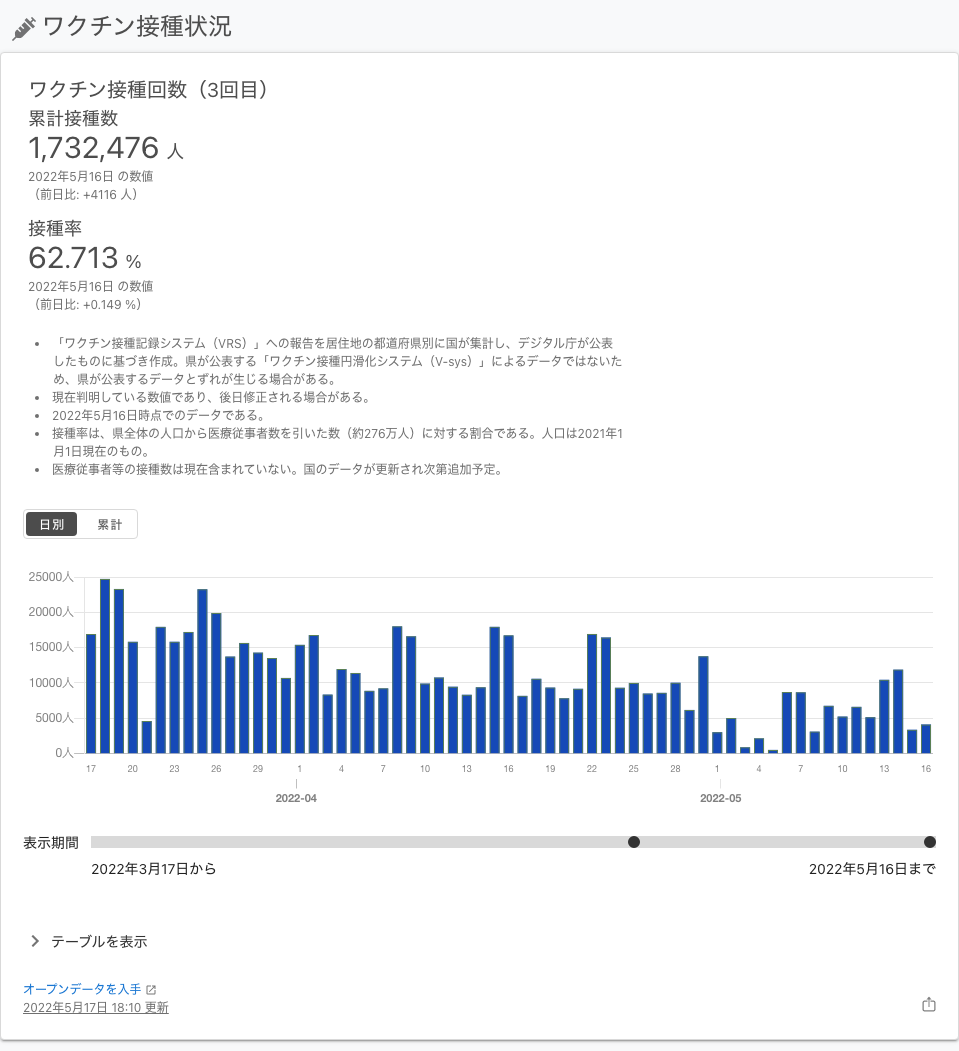 ワクチン接種状況
ワクチン接種回数（3回目）
累計接種数
1,732,476 人
2022年5月16日 の数値
（前日比: +4116 人）
接種率
62.713 %
2022年5月16日 の数値
（前日比: +0.149 %）
• 「ワクチン接種記録システム（VRS）」への報告を居住地の都道府県別に国が集計し、デジタル庁が公表
したものに基づき作成。県が公表する「ワクチン接種円滑化システム（V-sys）」によるデータではないた
め、県が公表するデータとずれが生じる場合がある。
• 現在判明している数値であり、後日修正される場合がある。
• 2022年5月16日時点でのデータである。
• 接種率は、県全体の人口から医療従事者数を引いた数（約276万人）に対する割合である。人口は2021年1
月1日現在のもの。
• 医療従事者等の接種数は現在含まれていない。国のデータが更新され次第追加予定。
日別 累計
25000人
20000人
15000人
10000人
5000人
0人
17 20 23 26 29 1 4 7 10 13 16 19 22 25 28 1 4 7 10 13 16
2022-04 2022-05
表示期間
2022年3月17日から 2022年5月16日まで
テーブルを表示
オープンデータを入手
2022年5月17日 18:10 更新